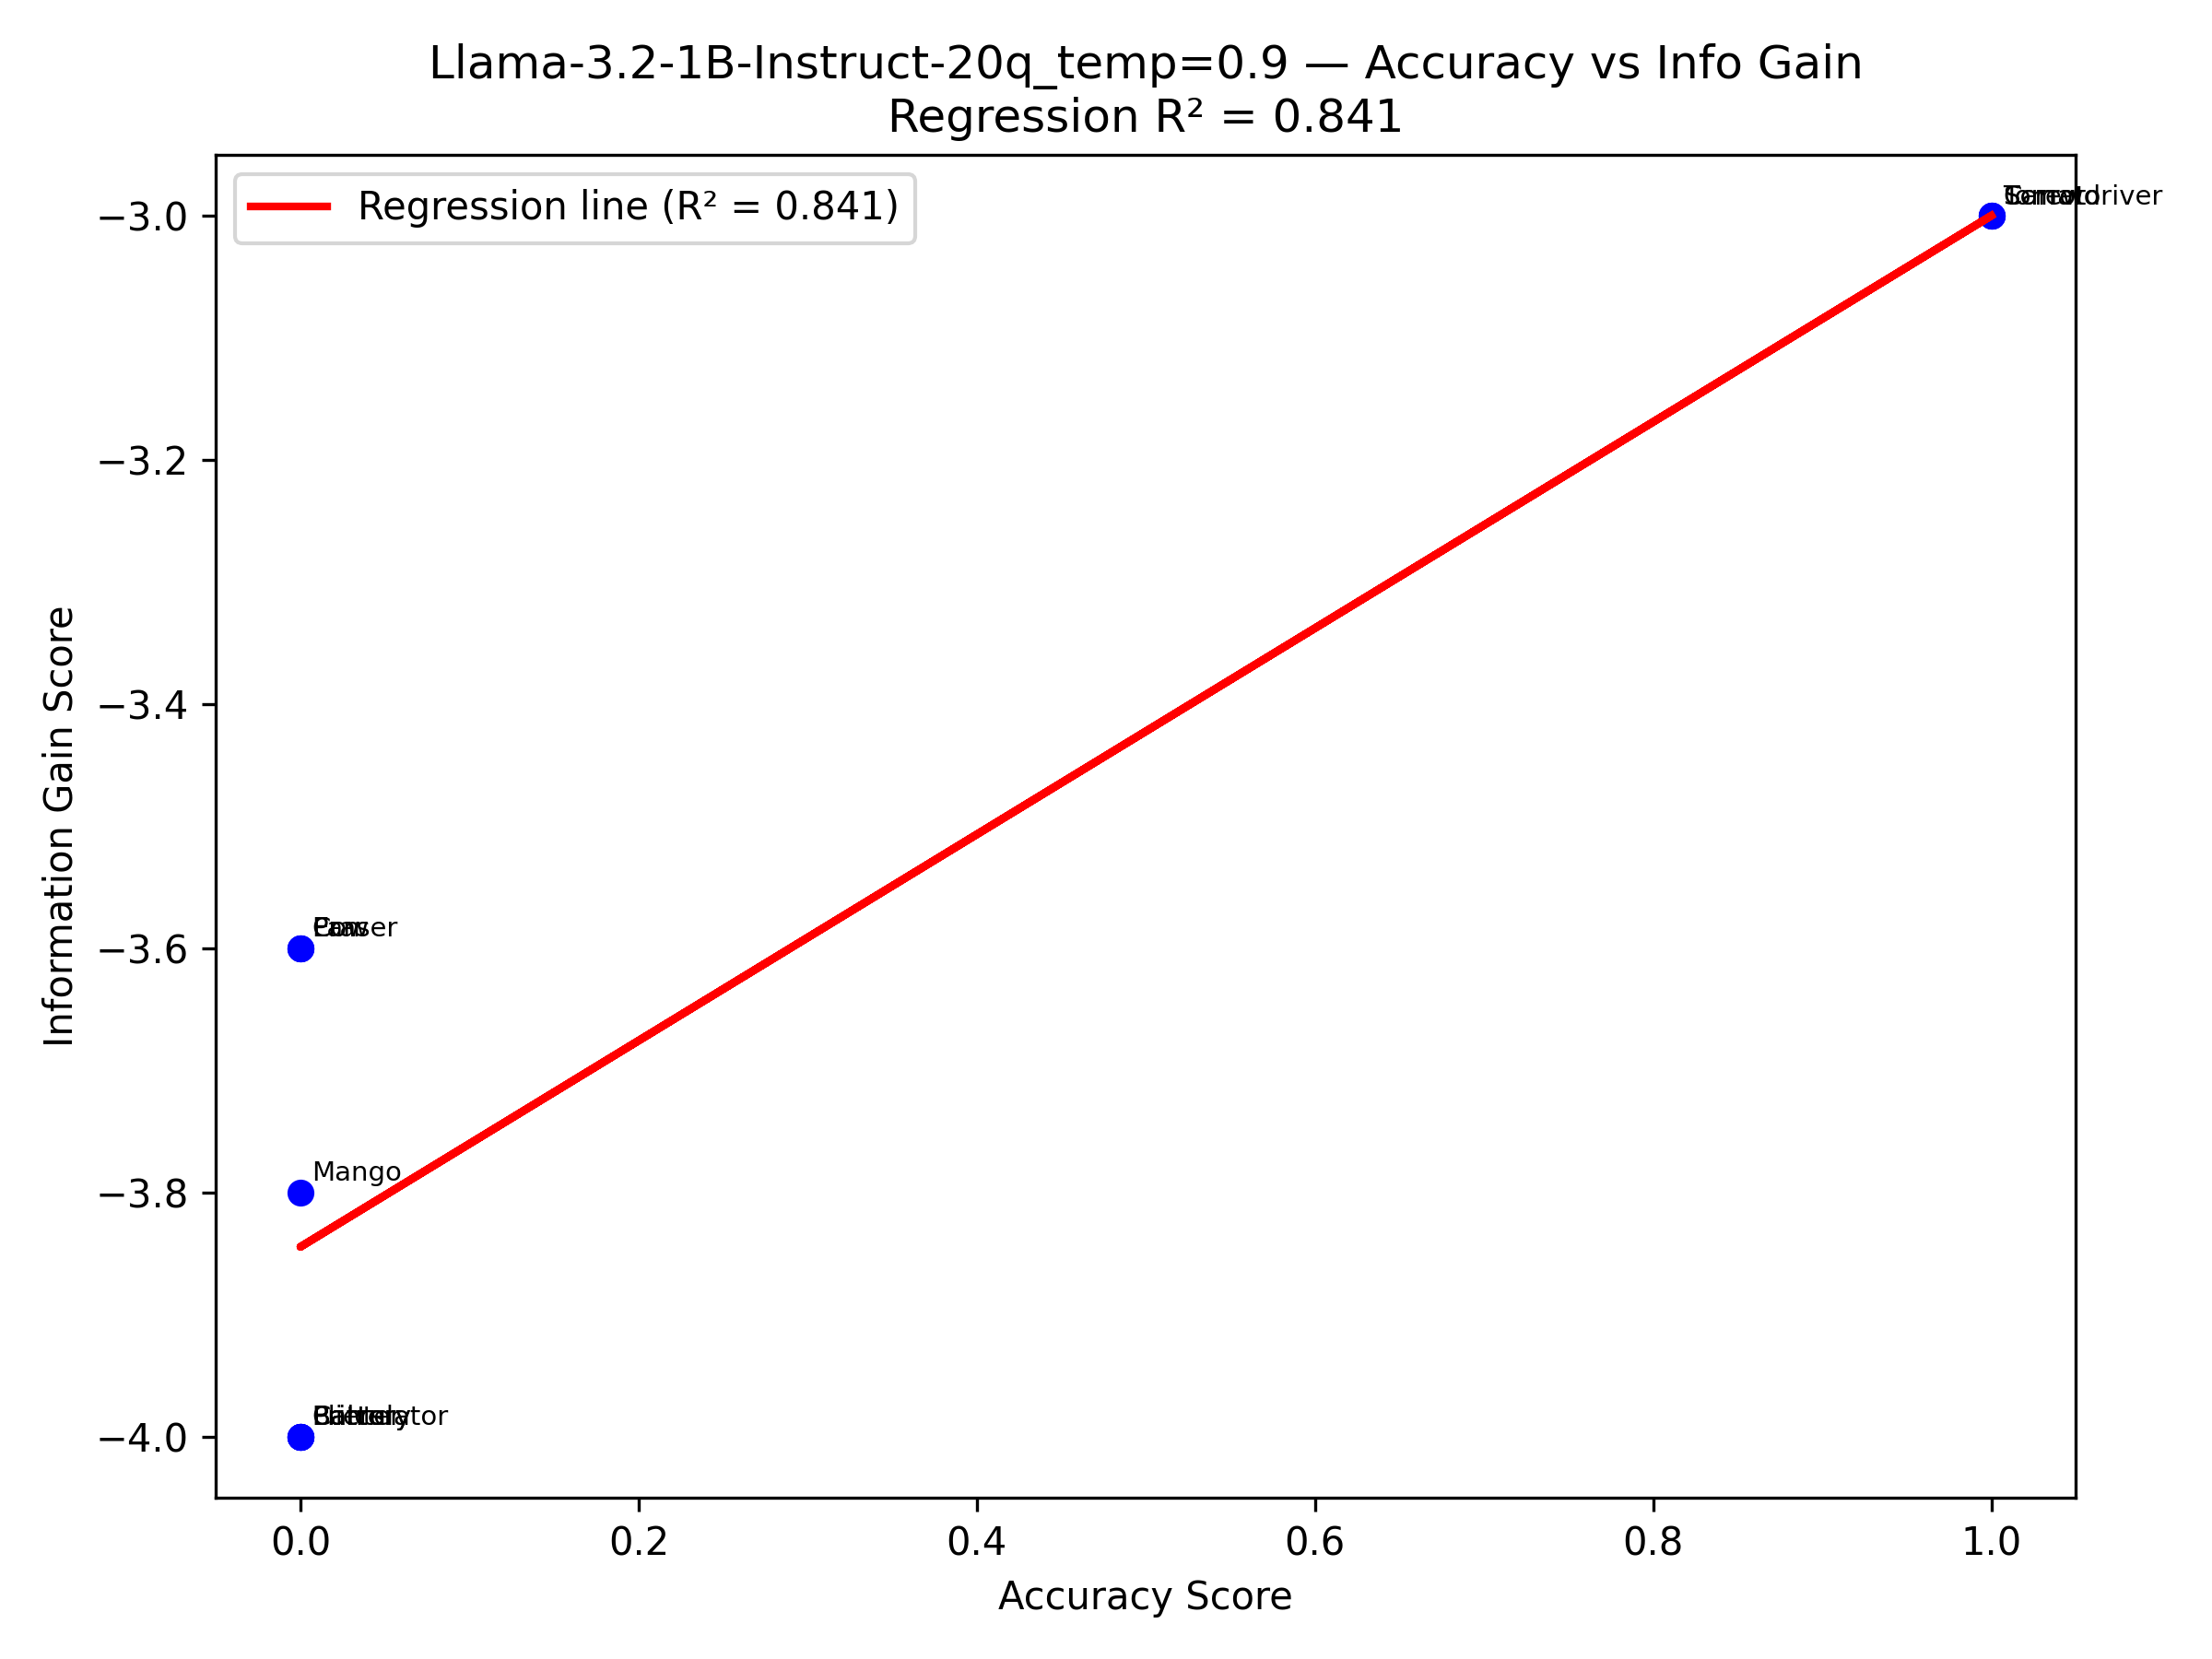 Llama-3.2-1B-Instruct-20q_temp=0.9 — Accuracy vs Info Gain
Regression R² = 0.841
Regression line (R² = 0.841)
−3.0
−3.2
−3.4
−3.6
−3.8
−4.0
Information Gain Score
Mango
0.0
0.2
0.4
0.6
0.8
1.0
Accuracy Score